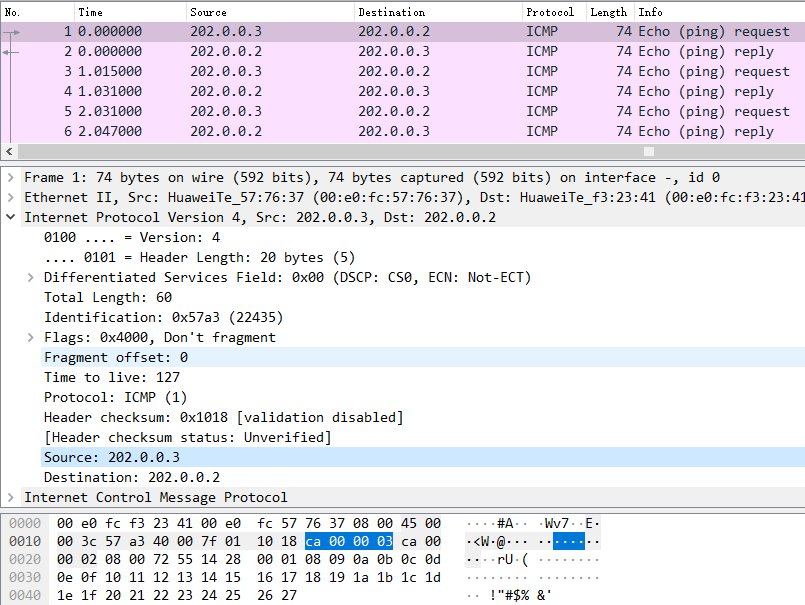 No. Time Source Destination Protocol Length Info
1 0.000000 202.0.0.3 202.0.0.2 ICMP 74 Echo (ping) request
2 0.000000 202.0.0.2 202.0.0.3 ICMP 74 Echo (ping) reply
3 1.015000 202.0.0.3 202.0.0.2 ICMP 74 Echo (ping) request
4 1.031000 202.0.0.2 202.0.0.3 ICMP 74 Echo (ping) reply
5 2.031000 202.0.0.3 202.0.0.2 ICMP 74 Echo (ping) request
6 2.047000 202.0.0.2 202.0.0.3 ICMP 74 Echo (ping) reply
Frame 1: 74 bytes on wire (592 bits), 74 bytes captured (592 bits) on interface -, id 0
Ethernet II, Src: HuaweiTe_57:76:37 (00:e0:fc:57:76:37), Dst: HuaweiTe_f3:23:41 (00:e0:fc:f3:23:41
Internet Protocol Version 4, Src: 202.0.0.3, Dst: 202.0.0.2
0100 .... = Version: 4
.... 0101 = Header Length: 20 bytes (5)
Differentiated Services Field: 0x00 (DSCP: CS0, ECN: Not-ECT)
Total Length: 60
Identification: 0x57a3 (22435)
Flags: 0x4000, Don't fragment
Fragment offset: 0
Time to live: 127
Protocol: ICMP (1)
Header checksum: 0x1018 [validation disabled]
[Header checksum status: Unverified]
Source: 202.0.0.3
Destination: 202.0.0.2
Internet Control Message Protocol
0000 00 e0 fc f3 23 41 00 e0 fc 57 76 37 08 00 45 00 ····#A·· ·Wv7··E·
0010 00 3c 57 a3 40 00 7f 01 10 18 ca 00 00 03 ca 00 ·<W·@··· ········
0020 00 02 08 00 72 55 14 28 00 01 08 09 0a 0b 0c 0d ····rU·( ········
0030 0e 0f 10 11 12 13 14 15 16 17 18 19 1a 1b 1c 1d ········ ········
0040 1e 1f 20 21 22 23 24 25 26 27 ·· !"#$% &'